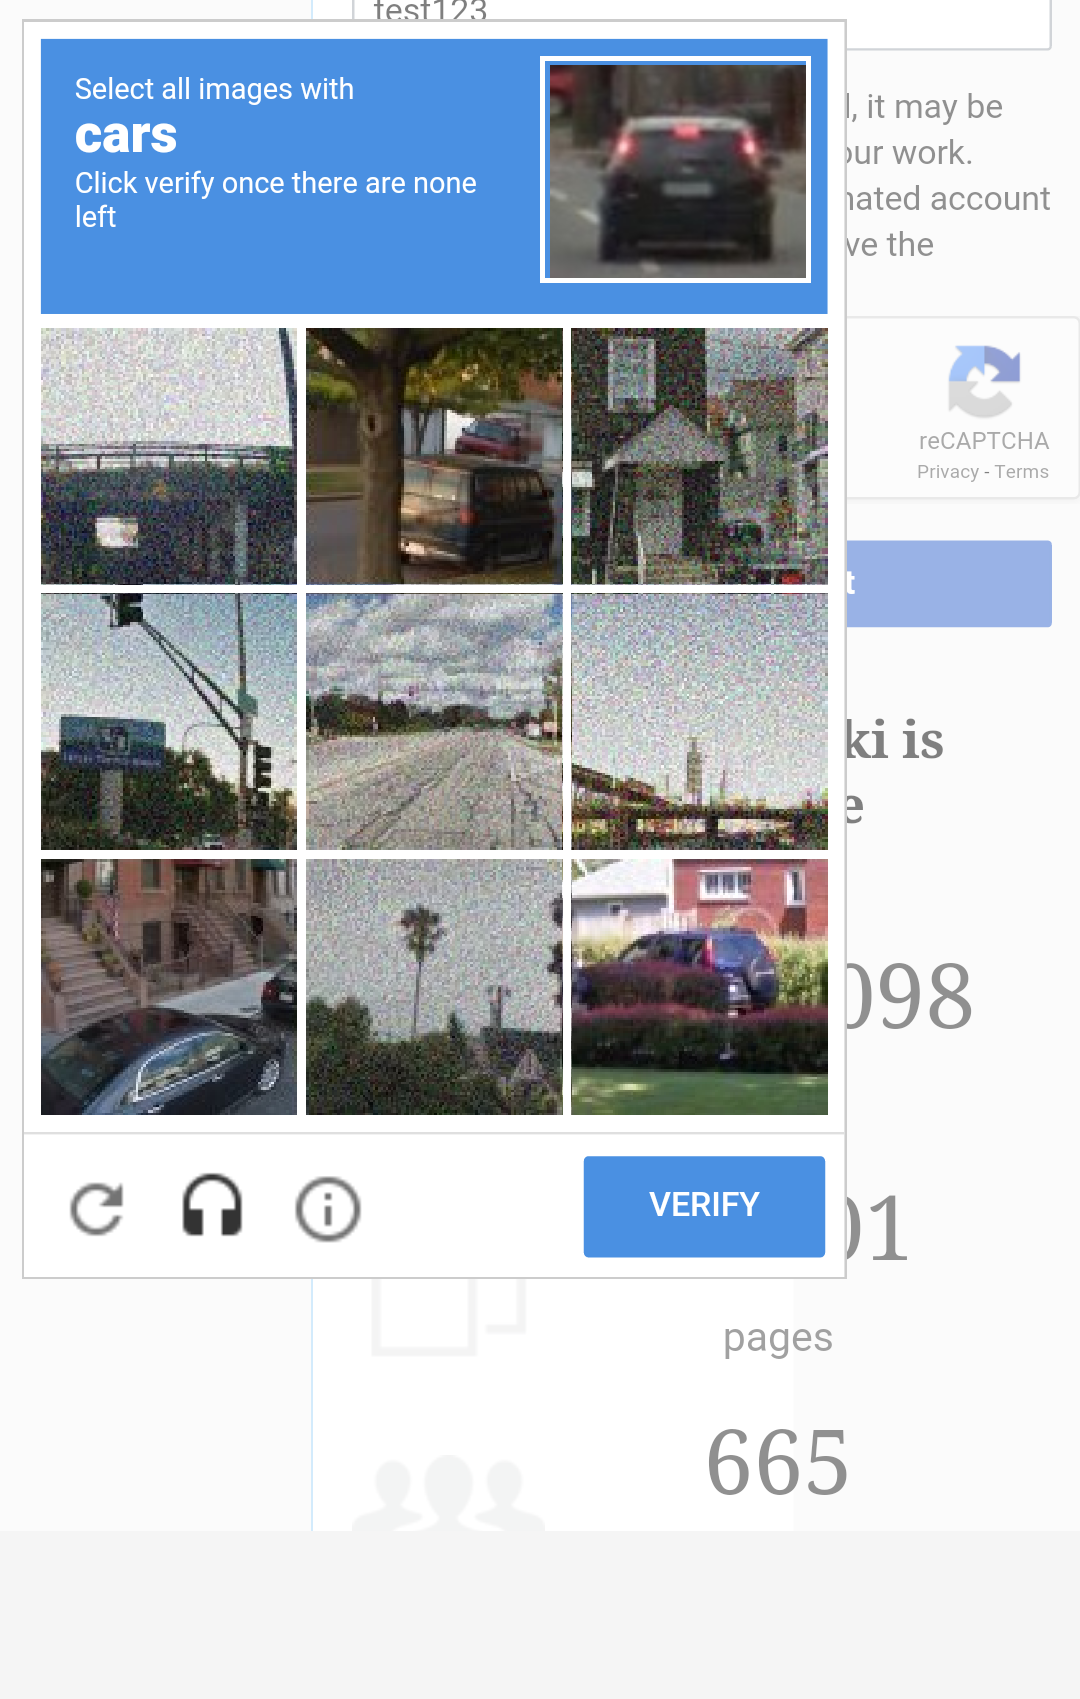 test123
Select all images with
cars
Click verify once there are none
left
, it may be
our work.
ated account
ve the
reCAPTCHA
Privacy - Terms
t
ki is
e
098
01
pages
665
VERIFY